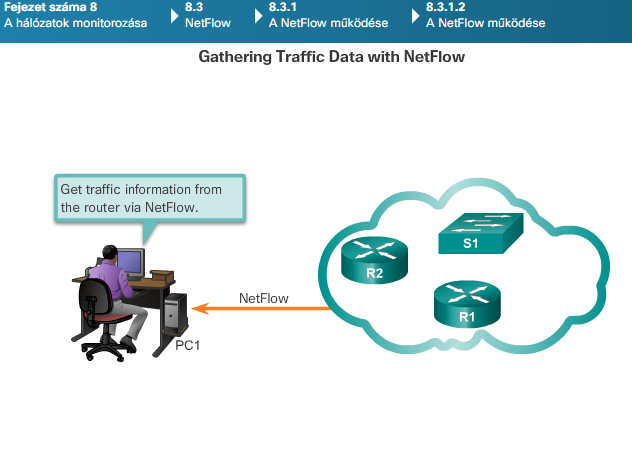 Fejezet száma 8
A hálózatok monitorozása
8.3
NetFlow
8.3.1
A NetFlow működése
8.3.1.2
A NetFlow működése
Gathering Traffic Data with NetFlow
Get traffic information from
the router via NetFlow.
S1
R2
NetFlow
R1
PC1